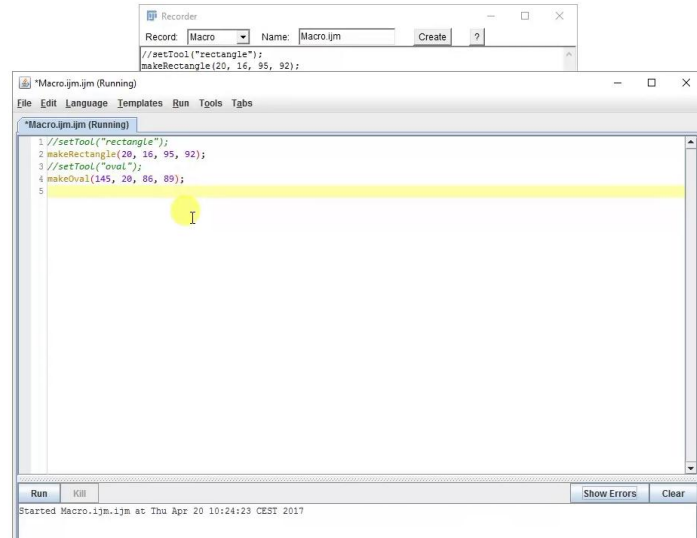 Recorder
Record: Macro Name: Macro.ijm Create ?
//setTool("rectangle");
makeRectangle(20, 16, 95, 92);
*Macro.ijm.ijm (Running)
File Edit Language Templates Run Tools Tabs
*Macro.ijm.ijm (Running)
1 //setTool("rectangle");
2 makeRectangle(20, 16, 95, 92);
3 //setTool("oval");
4 makeOval(145, 20, 86, 89);
5
Run Kill Show Errors Clear
Started Macro.ijm.ijm at Thu Apr 20 10:24:23 CEST 2017